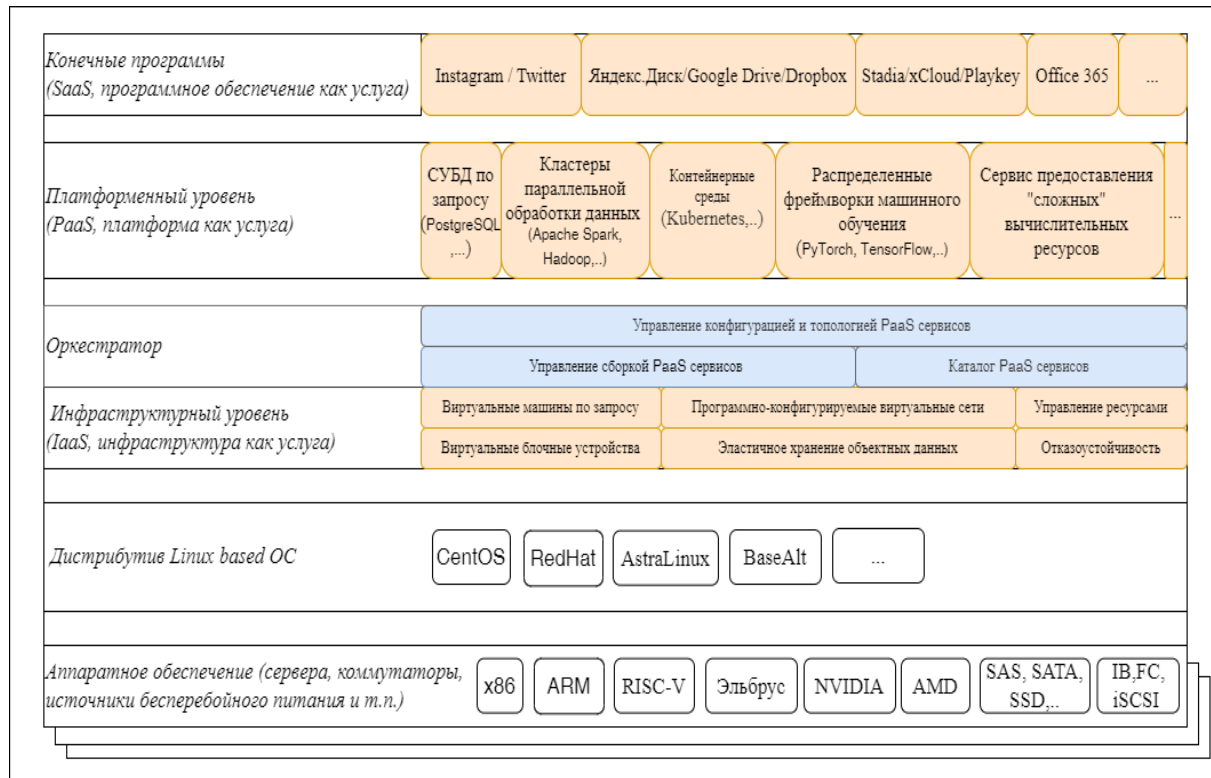 Конечные программы
(SaaS, программное обеспечение как услуга)
Instagram / Twitter
Яндекс.Диск/Google Drive/Dropbox
Stadia/xCloud/Playkey
Office 365
...
Платформенный уровень
(PaaS, платформа как услуга)
СУБД по
запросу
(PostgreSQL
,...)
Кластеры
параллельной
обработки данных
(Apache Spark,
Hadoop,..)
Контейнерные
среды
(Kubernetes,..)
Распределенные
фреймворки машинного
обучения
(PyTorch, TensorFlow,..)
Сервис предоставления
"сложных"
вычислительных
ресурсов
...
Оркестратор
Управление конфигурацией и топологией PaaS сервисов
Управление сборкой PaaS сервисов
Каталог PaaS сервисов
Инфраструктурный уровень
(IaaS, инфраструктура как услуга)
Виртуальные машины по запросу
Программно-конфигурируемые виртуальные сети
Управление ресурсами
Виртуальные блочные устройства
Эластичное хранение объектных данных
Отказоустойчивость
Дистрибутив Linux based ОС
CentOS
RedHat
AstraLinux
BaseAlt
...
Аппаратное обеспечение (сервера, коммутаторы,
источники бесперебойного питания и т.п.)
x86
ARM
RISC-V
Эльбрус
NVIDIA
AMD
SAS, SATA,
SSD,..
IB,FC,
iSCSI